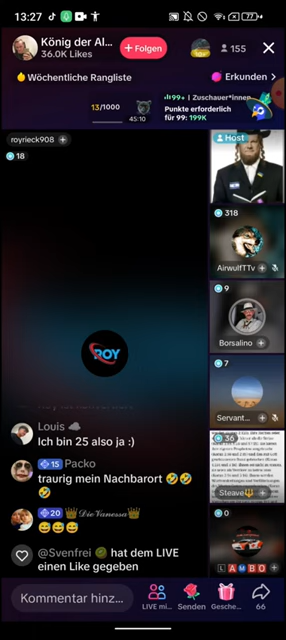 13:27
77
König der Al...
36.0K Likes
+ Folgen
155
Wöchentliche Rangliste
Erkunden >
13/1000
45:10
99+ | Zuschauer*innen
Punkte erforderlich
für 99: 199K
royrieck908 +
18
Host
ROY
318
AirwulfTTv +
9
Borsalino +
7
Servant... +
36
Steave🔱 +
0
🅻🅰🅼🅱🅾 +
Louis ☁️
Ich bin 25 also ja :)
15 Packo
traurig mein Nachbarort 🤣🤣
🤣
20 👑𝓓𝓲𝓮 𝓥𝓪𝓷𝓮𝓼𝓼𝓪👑
😅😅😅
@Svenfrei 🥝 hat dem LIVE
einen Like gegeben
Kommentar hinz...
LIVE mi...
Senden
Gesche...
66